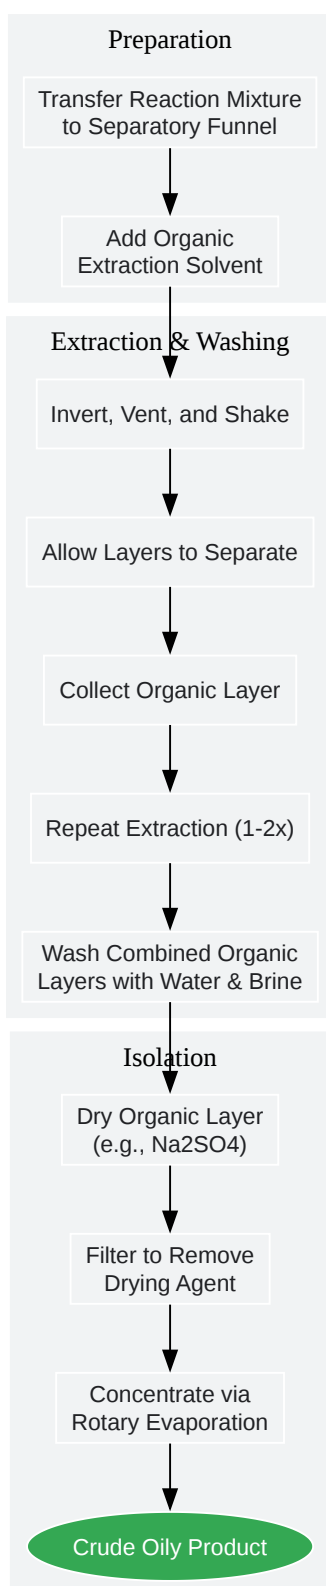 Preparation
Transfer Reaction Mixture
to Separatory Funnel
Add Organic
Extraction Solvent
Extraction & Washing
Invert, Vent, and Shake
Allow Layers to Separate
Collect Organic Layer
Repeat Extraction (1-2x)
Wash Combined Organic
Layers with Water & Brine
Isolation
Dry Organic Layer
(e.g., Na2SO4)
Filter to Remove
Drying Agent
Concentrate via
Rotary Evaporation
Crude Oily Product